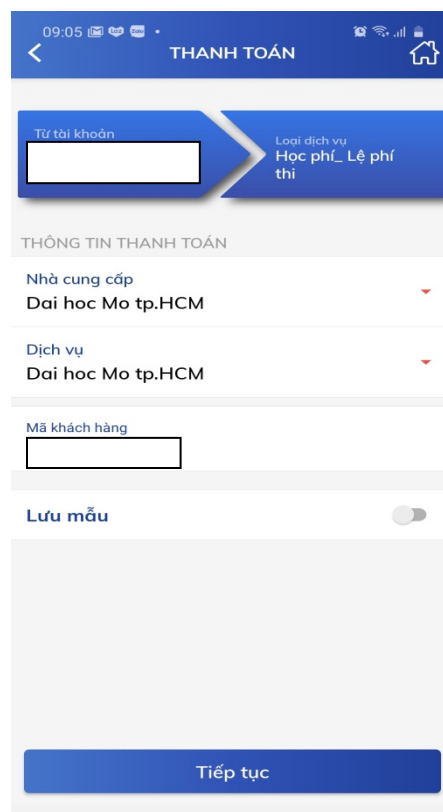 09:05
THANH TOÁN
Từ tài khoản
Loại dịch vụ
Học phí_ Lệ phí
thi
THÔNG TIN THANH TOÁN
Nhà cung cấp
Dai hoc Mo tp.HCM
Dịch vụ
Dai hoc Mo tp.HCM
Mã khách hàng
Lưu mẫu
Tiếp tục